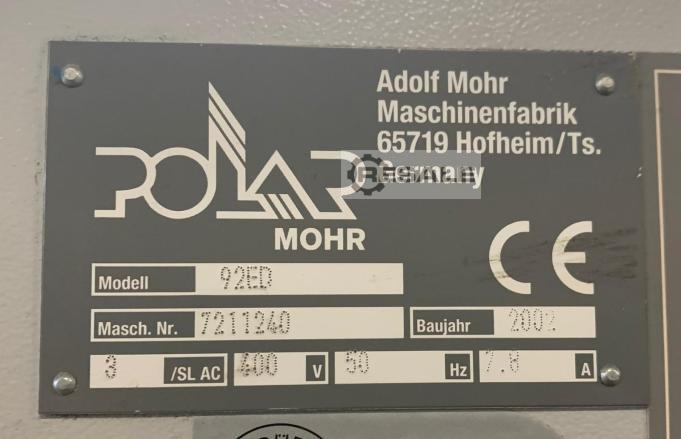 Adolf Mohr
Maschinenfabrik
65719 Hofheim/Ts.
Germany
POLAR
MOHR
CE
Modell 92ED
Masch. Nr. 7211240 Baujahr 2002
3 /SL AC 400 V 50 Hz 7.8 A